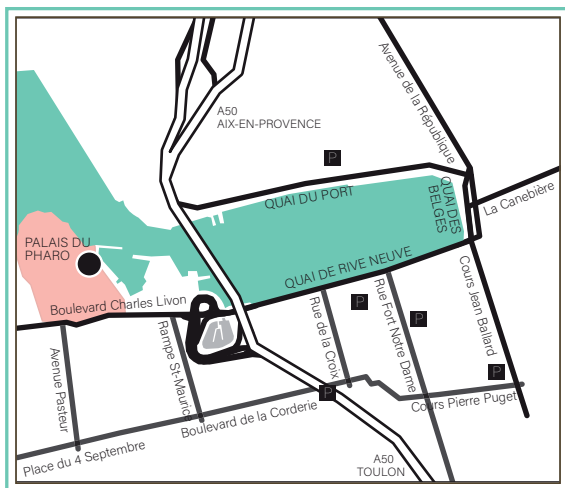 Avenue de la République
A50
AIX-EN-PROVENCE
P
QUAI DU PORT
QUAI DES
BELGES
La Canebière
PALAIS DU
PHARO
QUAI DE RIVE NEUVE
Boulevard Charles Livon
P
P
Rue de la Croix
Rue Fort Notre Dame
Cours Jean Ballard
Avenue Pasteur
Rampe St-Mauric
P
P
Boulevard de la Corderie
Cours Pierre Puget
Place du 4 Septembre
A50
TOULON